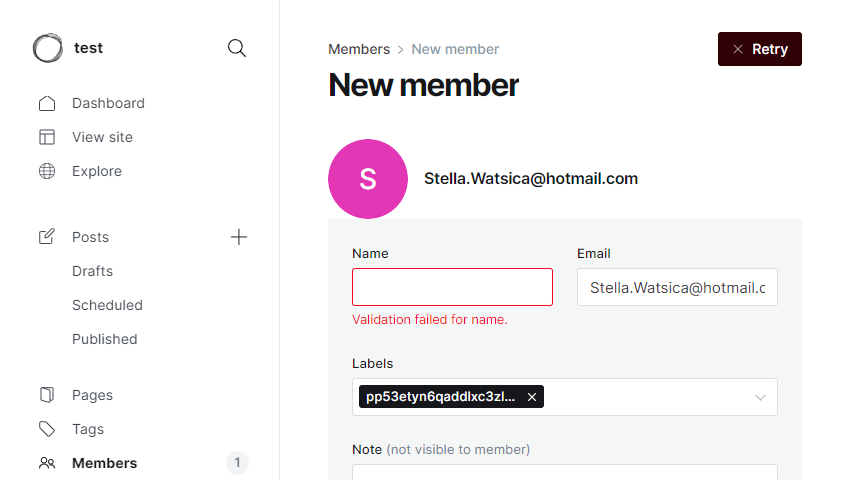 test
Dashboard
View site
Explore
Posts
Drafts
Scheduled
Published
Pages
Tags
Members
1
Members > New member
Retry
New member
S
Stella.Watsica@hotmail.com
Name
Email
Stella.Watsica@hotmail.c
Validation failed for name.
Labels
pp53etyn6qaddlxc3zl...
Note (not visible to member)